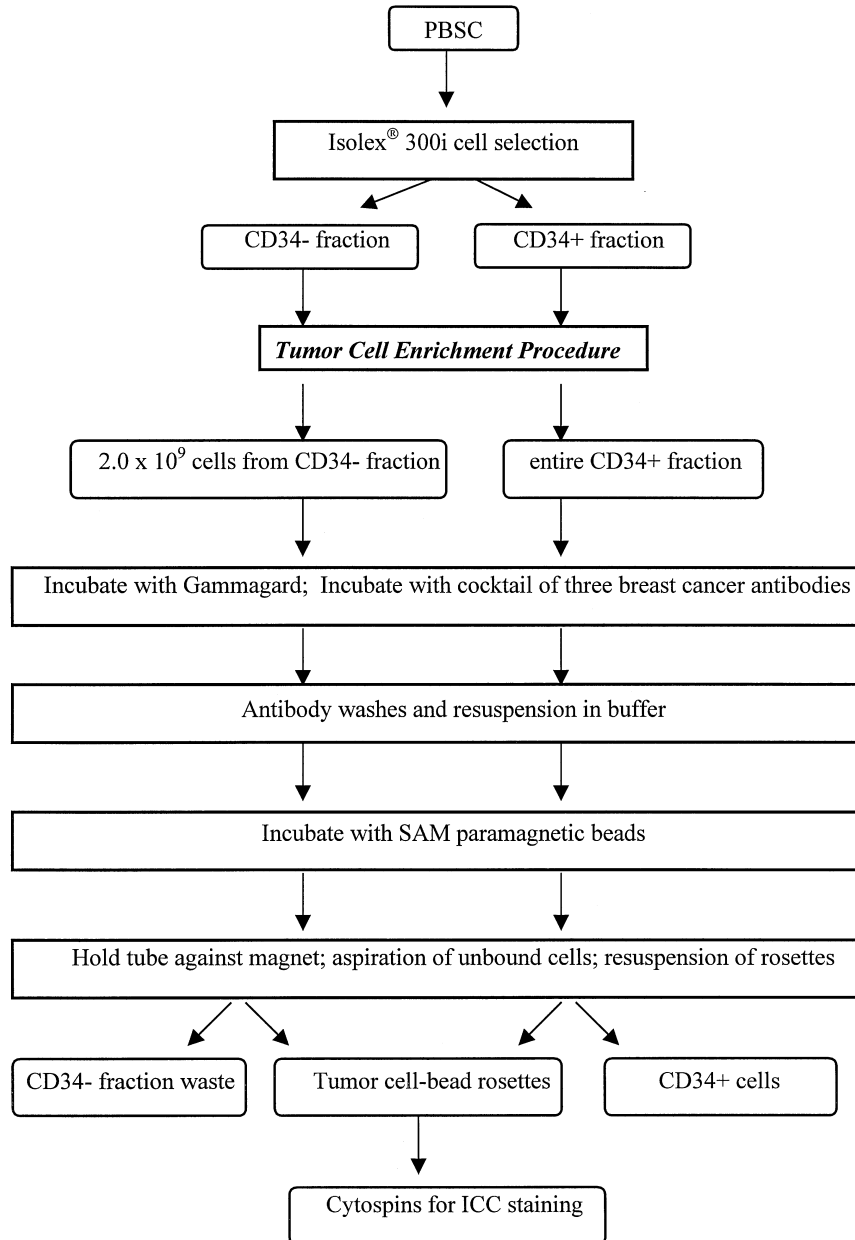 PBSC
Isolex® 300i cell selection
CD34- fraction
CD34+ fraction
Tumor Cell Enrichment Procedure
2.0 x 10⁹ cells from CD34- fraction
entire CD34+ fraction
Incubate with Gammagard; Incubate with cocktail of three breast cancer antibodies
Antibody washes and resuspension in buffer
Incubate with SAM paramagnetic beads
Hold tube against magnet; aspiration of unbound cells; resuspension of rosettes
CD34- fraction waste
Tumor cell-bead rosettes
CD34+ cells
Cytospins for ICC staining